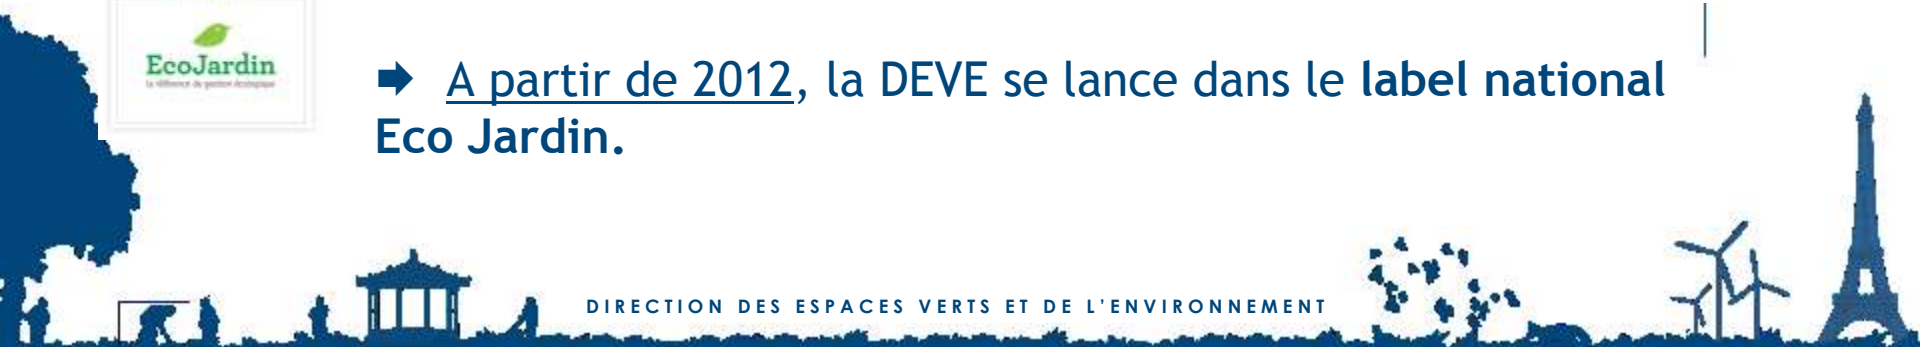 EcoJardin
➡ A partir de 2012, la DEVE se lance dans le label national
Eco Jardin.
DIRECTION DES ESPACES VERTS ET DE L'ENVIRONNEMENT